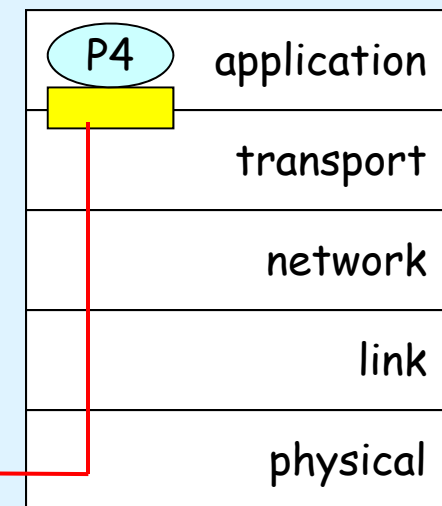 P4 application
transport
network
link
physical